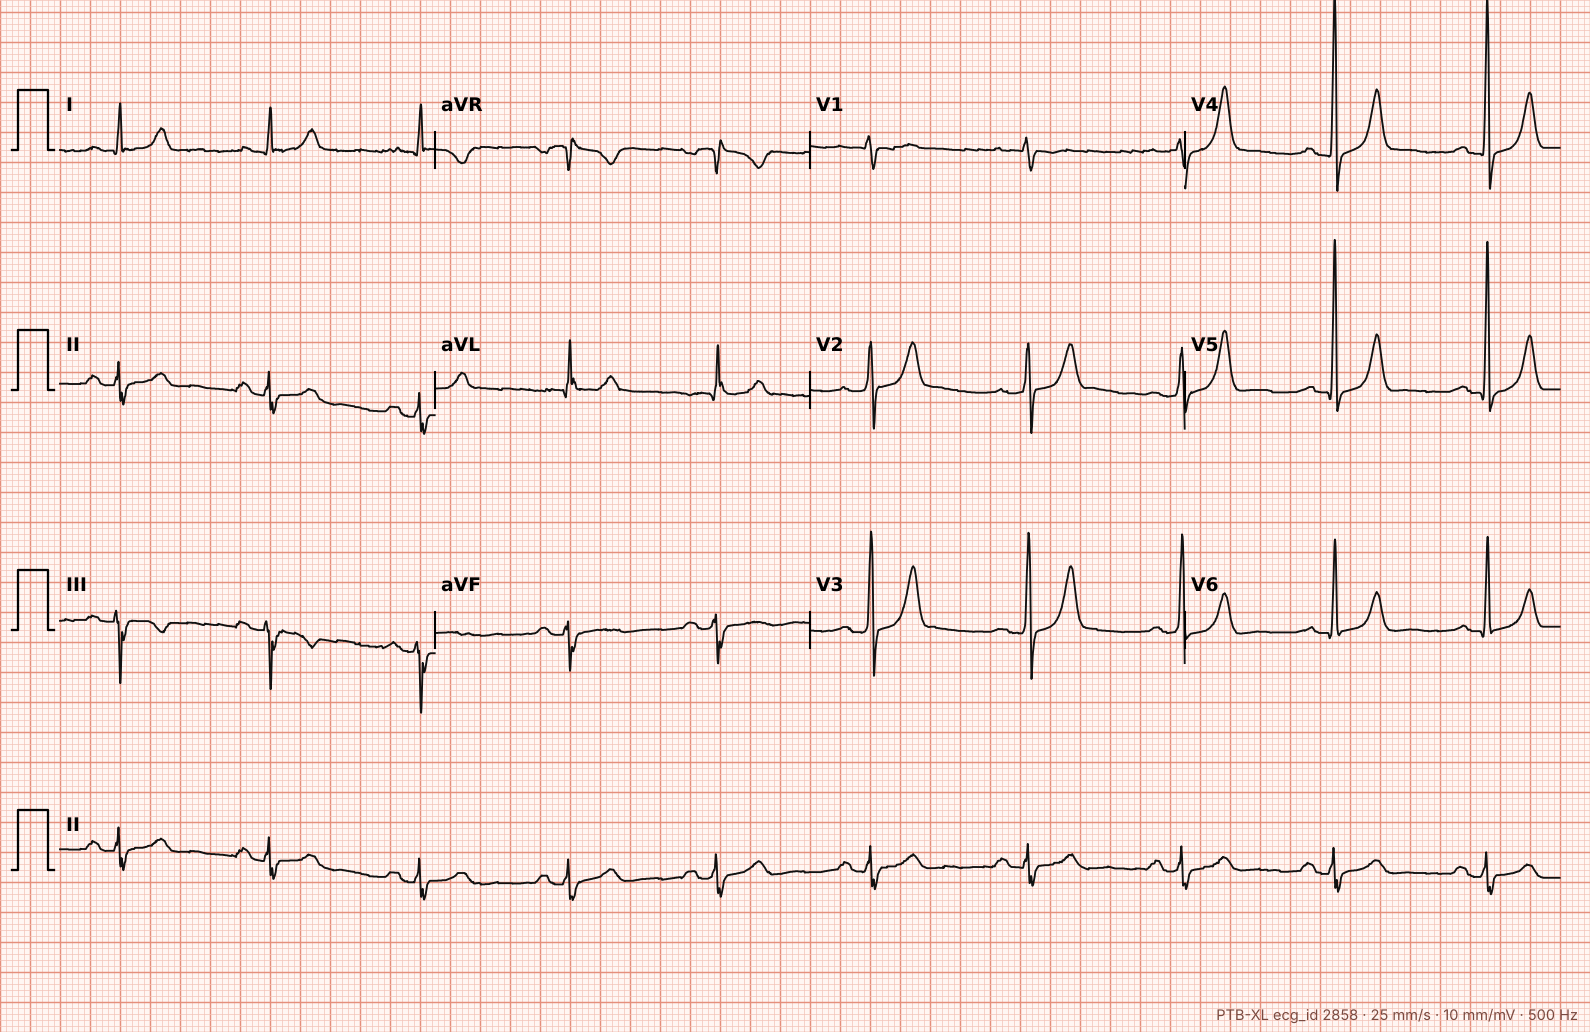 I aVR V1 V4
II aVL V2 V5
III aVF V3 V6
II
PTB-XL ecg_id 2858 · 25 mm/s · 10 mm/mV · 500 Hz